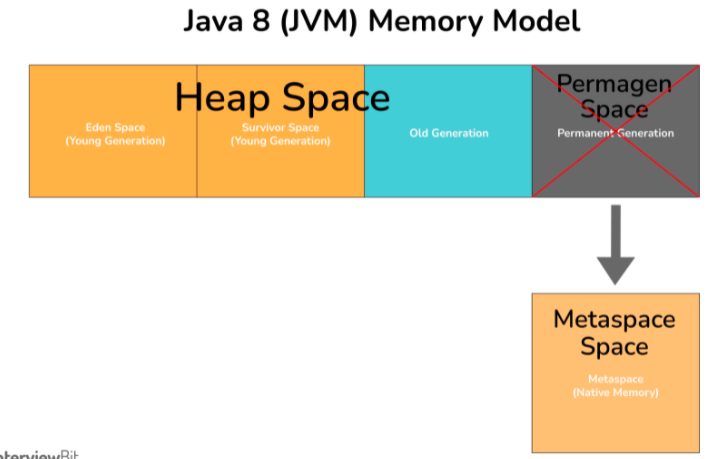 Java 8 (JVM) Memory Model
Heap Space
Eden Space
(Young Generation)
Survivor Space
(Young Generation)
Old Generation
Permagen
Space
Permanent Generation
Metaspace
Space
Metaspace
(Native Memory)